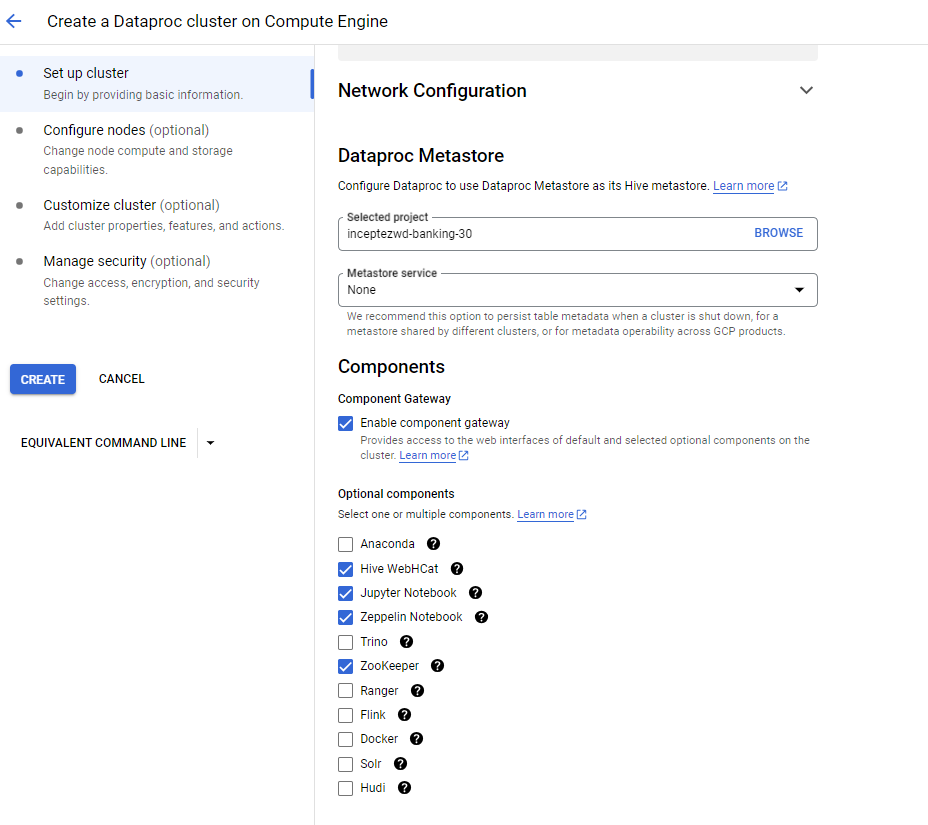 Create a Dataproc cluster on Compute Engine
Set up cluster
Begin by providing basic information.
Configure nodes (optional)
Change node compute and storage
capabilities.
Customize cluster (optional)
Add cluster properties, features, and actions.
Manage security (optional)
Change access, encryption, and security
settings.
CREATE
CANCEL
EQUIVALENT COMMAND LINE
Network Configuration
Dataproc Metastore
Configure Dataproc to use Dataproc Metastore as its Hive metastore. Learn more
Selected project
inceptezwd-banking-30
BROWSE
Metastore service
None
We recommend this option to persist table metadata when a cluster is shut down, for a
metastore shared by different clusters, or for metadata operability across GCP products.
Components
Component Gateway
Enable component gateway
Provides access to the web interfaces of default and selected optional components on the
cluster. Learn more
Optional components
Select one or multiple components. Learn more
Anaconda ?
Hive WebHCat ?
Jupyter Notebook ?
Zeppelin Notebook ?
Trino ?
ZooKeeper ?
Ranger ?
Flink ?
Docker ?
Solr ?
Hudi ?